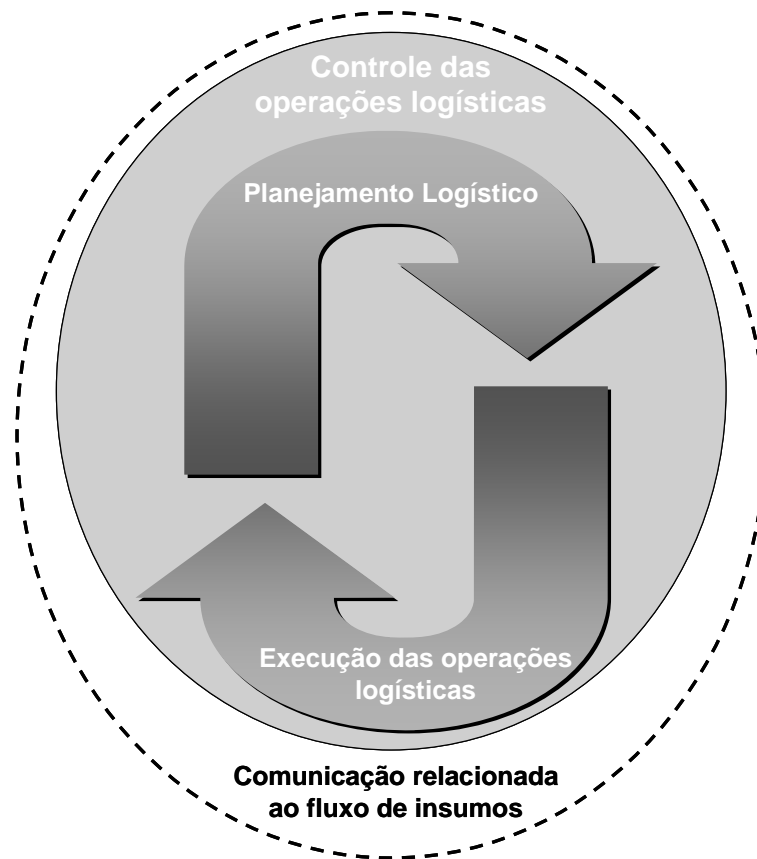 Controle das
operações logísticas
Planejamento Logístico
Execução das operações
logísticas
Comunicação relacionada
ao fluxo de insumos